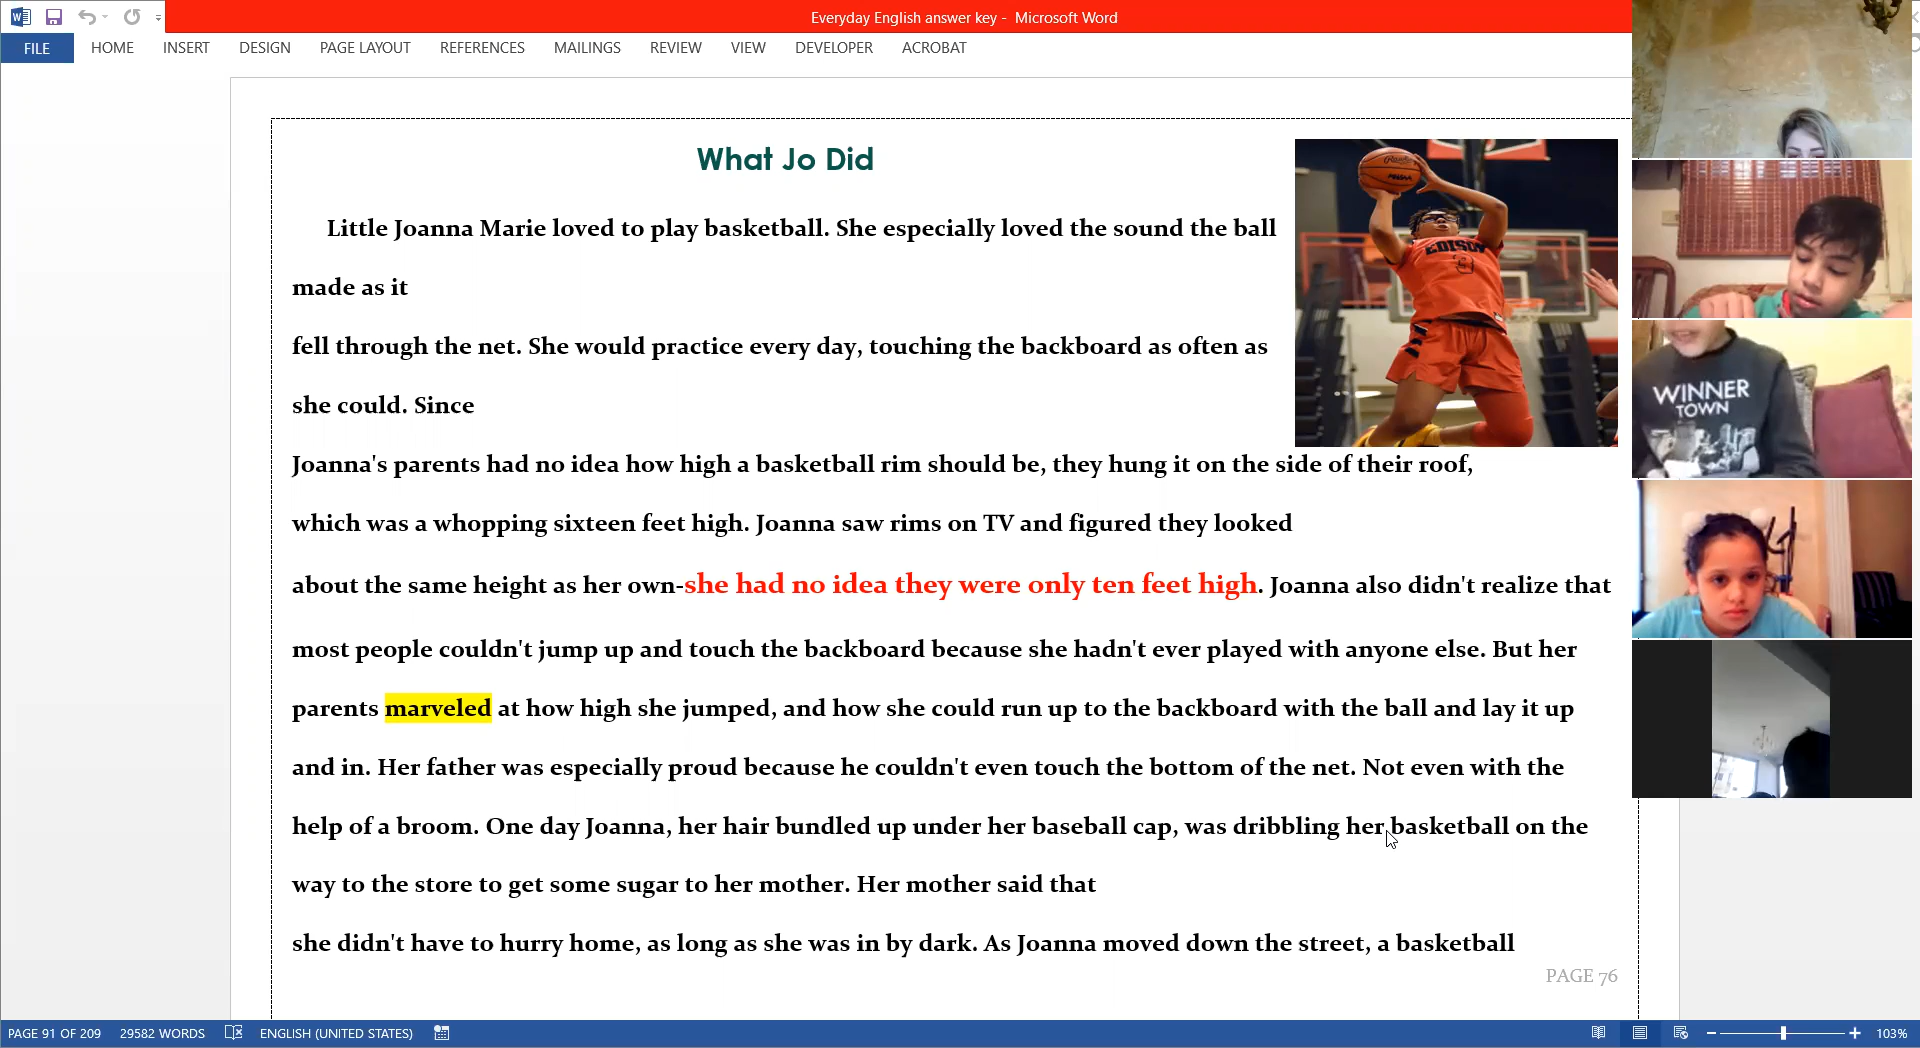 Everyday English answer key - Microsoft Word
FILE HOME INSERT DESIGN PAGE LAYOUT REFERENCES MAILINGS REVIEW VIEW DEVELOPER ACROBAT
What Jo Did
Little Joanna Marie loved to play basketball. She especially loved the sound the ball
made as it
fell through the net. She would practice every day, touching the backboard as often as
she could. Since
Joanna's parents had no idea how high a basketball rim should be, they hung it on the side of their roof,
which was a whopping sixteen feet high. Joanna saw rims on TV and figured they looked
about the same height as her own-she had no idea they were only ten feet high. Joanna also didn't realize that
most people couldn't jump up and touch the backboard because she hadn't ever played with anyone else. But her
parents marveled at how high she jumped, and how she could run up to the backboard with the ball and lay it up
and in. Her father was especially proud because he couldn't even touch the bottom of the net. Not even with the
help of a broom. One day Joanna, her hair bundled up under her baseball cap, was dribbling her basketball on the
way to the store to get some sugar to her mother. Her mother said that
she didn't have to hurry home, as long as she was in by dark. As Joanna moved down the street, a basketball
PAGE 76
EDISON
WINNER
TOWN
PAGE 91 OF 209 29582 WORDS ENGLISH (UNITED STATES) 103%